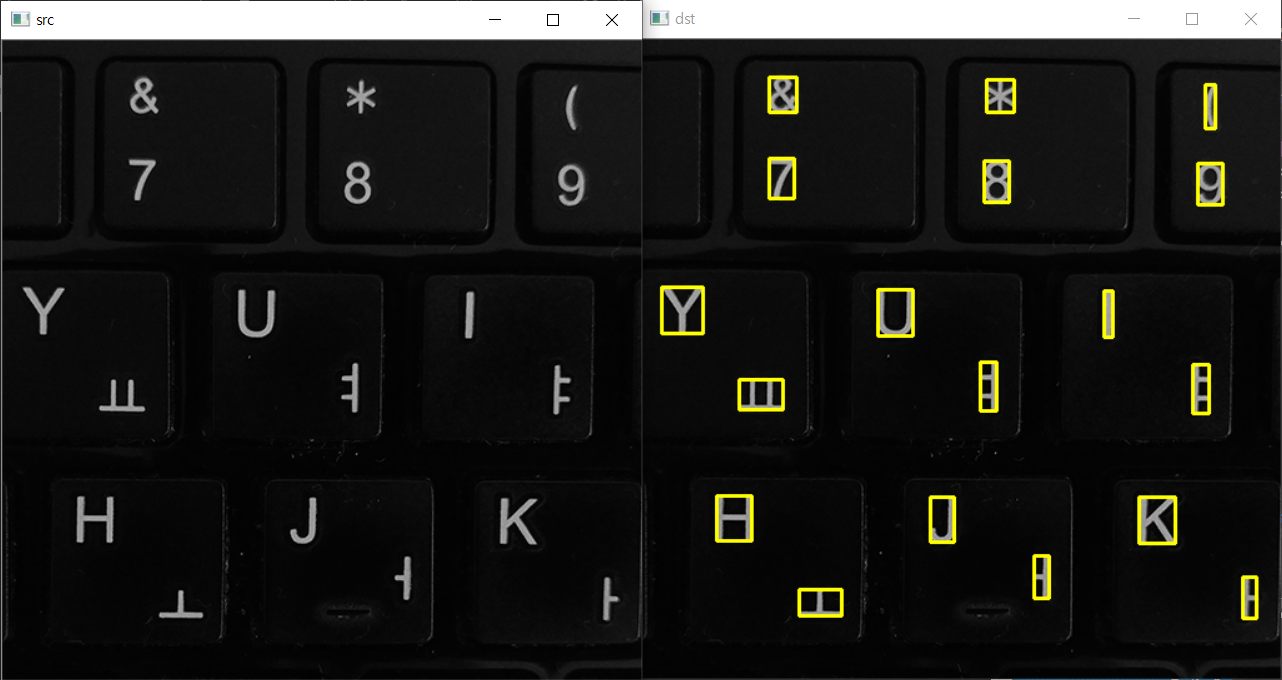 src
& * (
7 8 9
Y U I
ㅛ ㅕ ㅑ
H J K
ㅗ ㅓ ㅏ
dst
& * (
7 8 9
Y U I
ㅛ ㅕ ㅑ
H J K
ㅗ ㅓ ㅏ